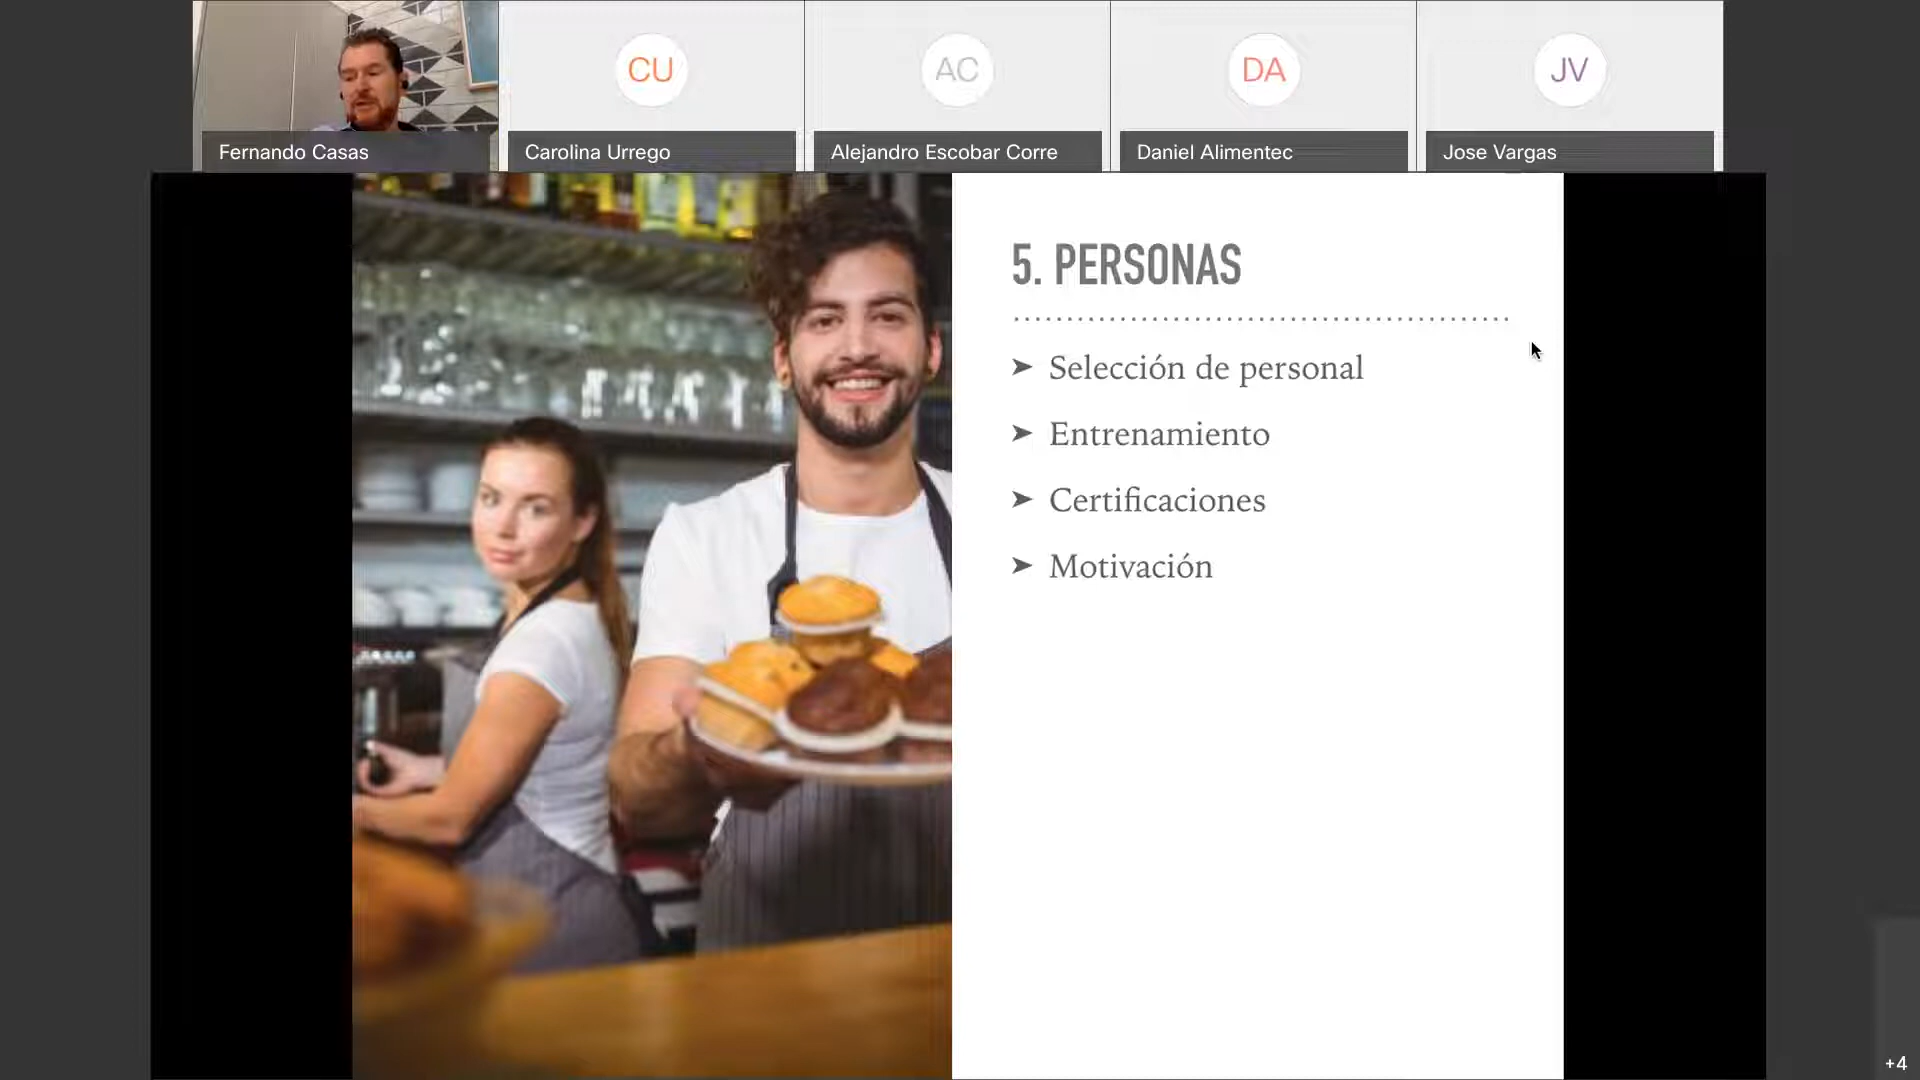 CU
AC
DA
JV
Fernando Casas
Carolina Urrego
Alejandro Escobar Corre
Daniel Alimentec
Jose Vargas
5. PERSONAS
➤ Selección de personal
➤ Entrenamiento
➤ Certificaciones
➤ Motivación
+4